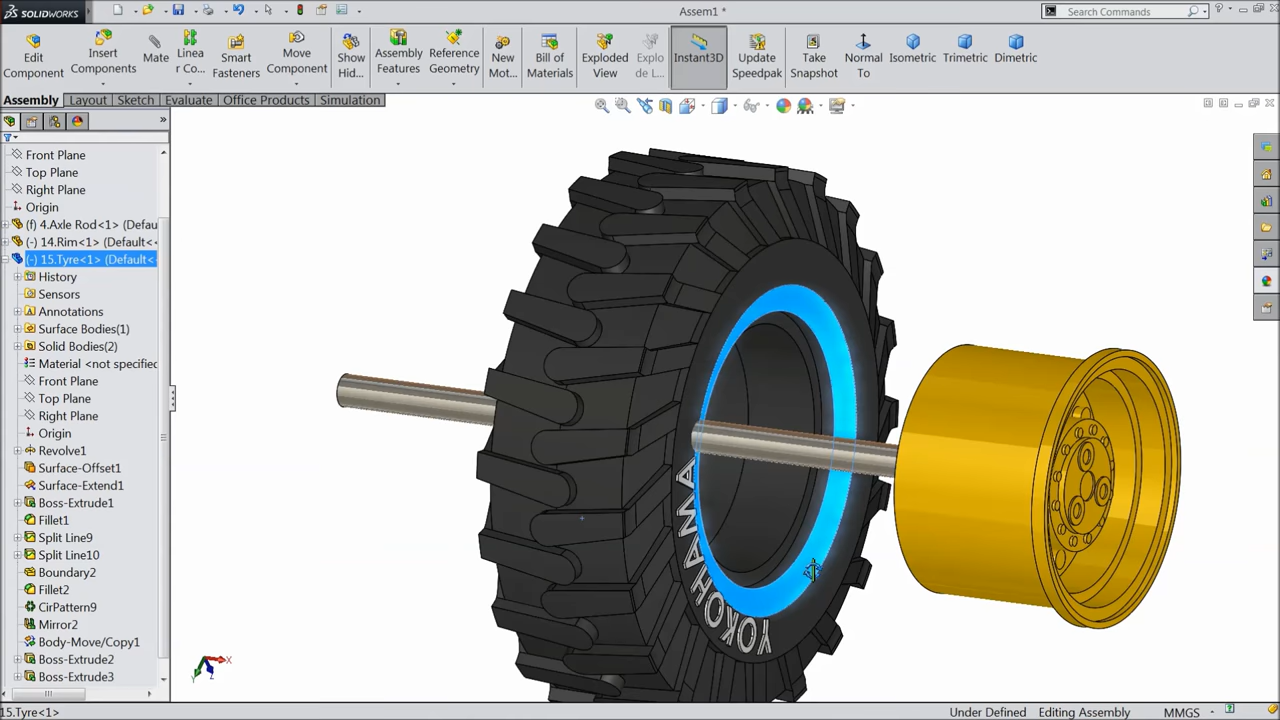 SOLIDWORKS
Assem1 *
Search Commands
Edit Component
Insert Components
Mate
Linea r Co...
Smart Fasteners
Move Component
Show Hid...
Assembly Features
Reference Geometry
New Mot...
Bill of Materials
Exploded View
Explo de L...
Instant3D
Update Speedpak
Take Snapshot
Normal To
Isometric
Trimetric
Dimetric
Assembly
Layout
Sketch
Evaluate
Office Products
Simulation
Front Plane
Top Plane
Right Plane
Origin
(f) 4.Axle Rod<1> (Defau
(-) 14.Rim<1> (Default<
(-) 15.Tyre<1> (Default<
History
Sensors
Annotations
Surface Bodies(1)
Solid Bodies(2)
Material <not specified
Front Plane
Top Plane
Right Plane
Origin
Revolve1
Surface-Offset1
Surface-Extend1
Boss-Extrude1
Fillet1
Split Line9
Split Line10
Boundary2
Fillet2
CirPattern9
Mirror2
Body-Move/Copy1
Boss-Extrude2
Boss-Extrude3
YOKOHAMA
X
Y
Z
15.Tyre<1>
Under Defined
Editing Assembly
MMGS